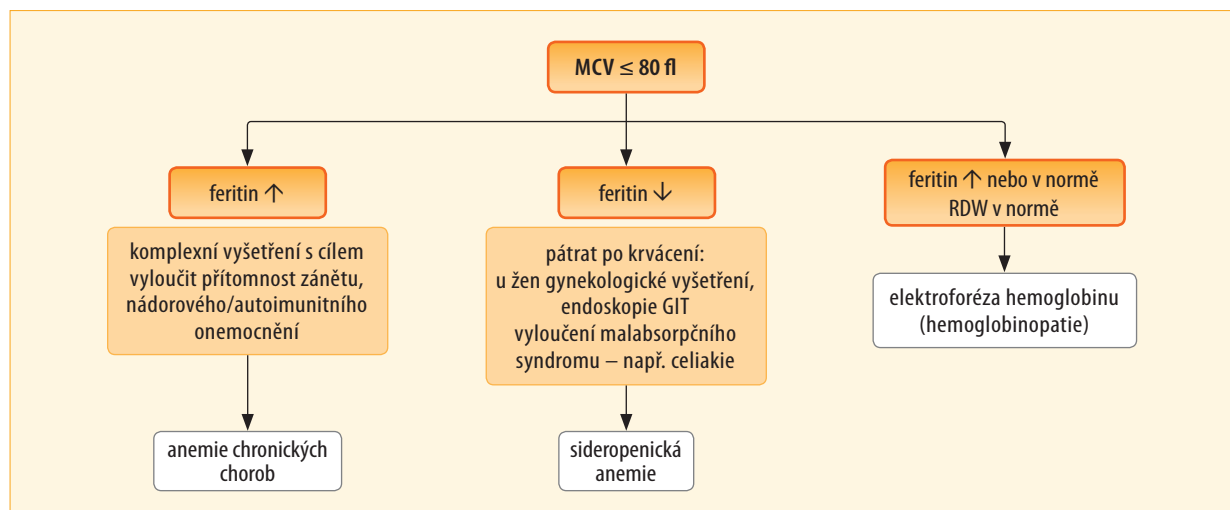 MCV ≤ 80 fl
feritin ↑
komplexní vyšetření s cílem
vyloučit přítomnost zánětu,
nádorového/autoimunitního
onemocnění
anemie chronických
chorob
feritin ↓
pátrat po krvácení:
u žen gynekologické vyšetření,
endoskopie GIT
vyloučení malabsorpčního
syndromu – např. celiakie
sideropenická
anemie
feritin ↑ nebo v normě
RDW v normě
elektroforéza hemoglobinu
(hemoglobinopatie)